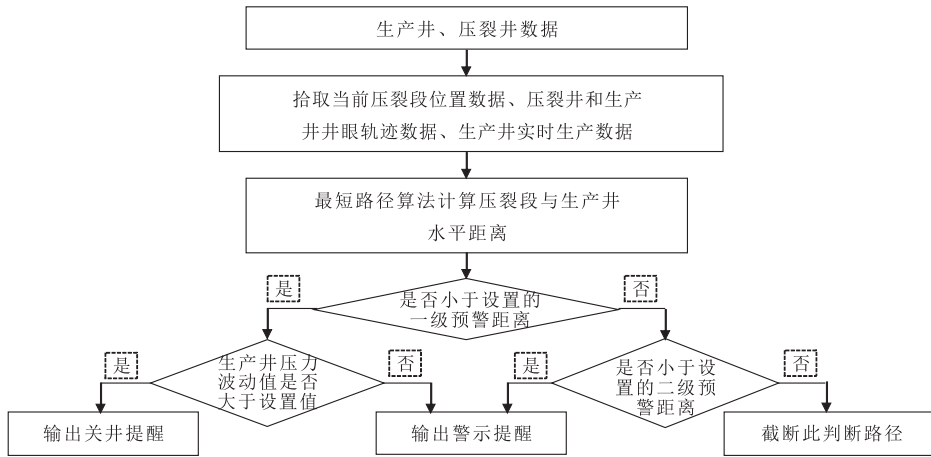 生产井、压裂井数据
拾取当前压裂段位置数据、压裂井和生产
井井眼轨迹数据、生产井实时生产数据
最短路径算法计算压裂段与生产井
水平距离
是
是否小于设置的
一级预警距离
否
是
生产井压力
波动值是否
大于设置值
否
是
是否小于设
置的二级预
警距离
否
输出关井提醒
输出警示提醒
截断此判断路径